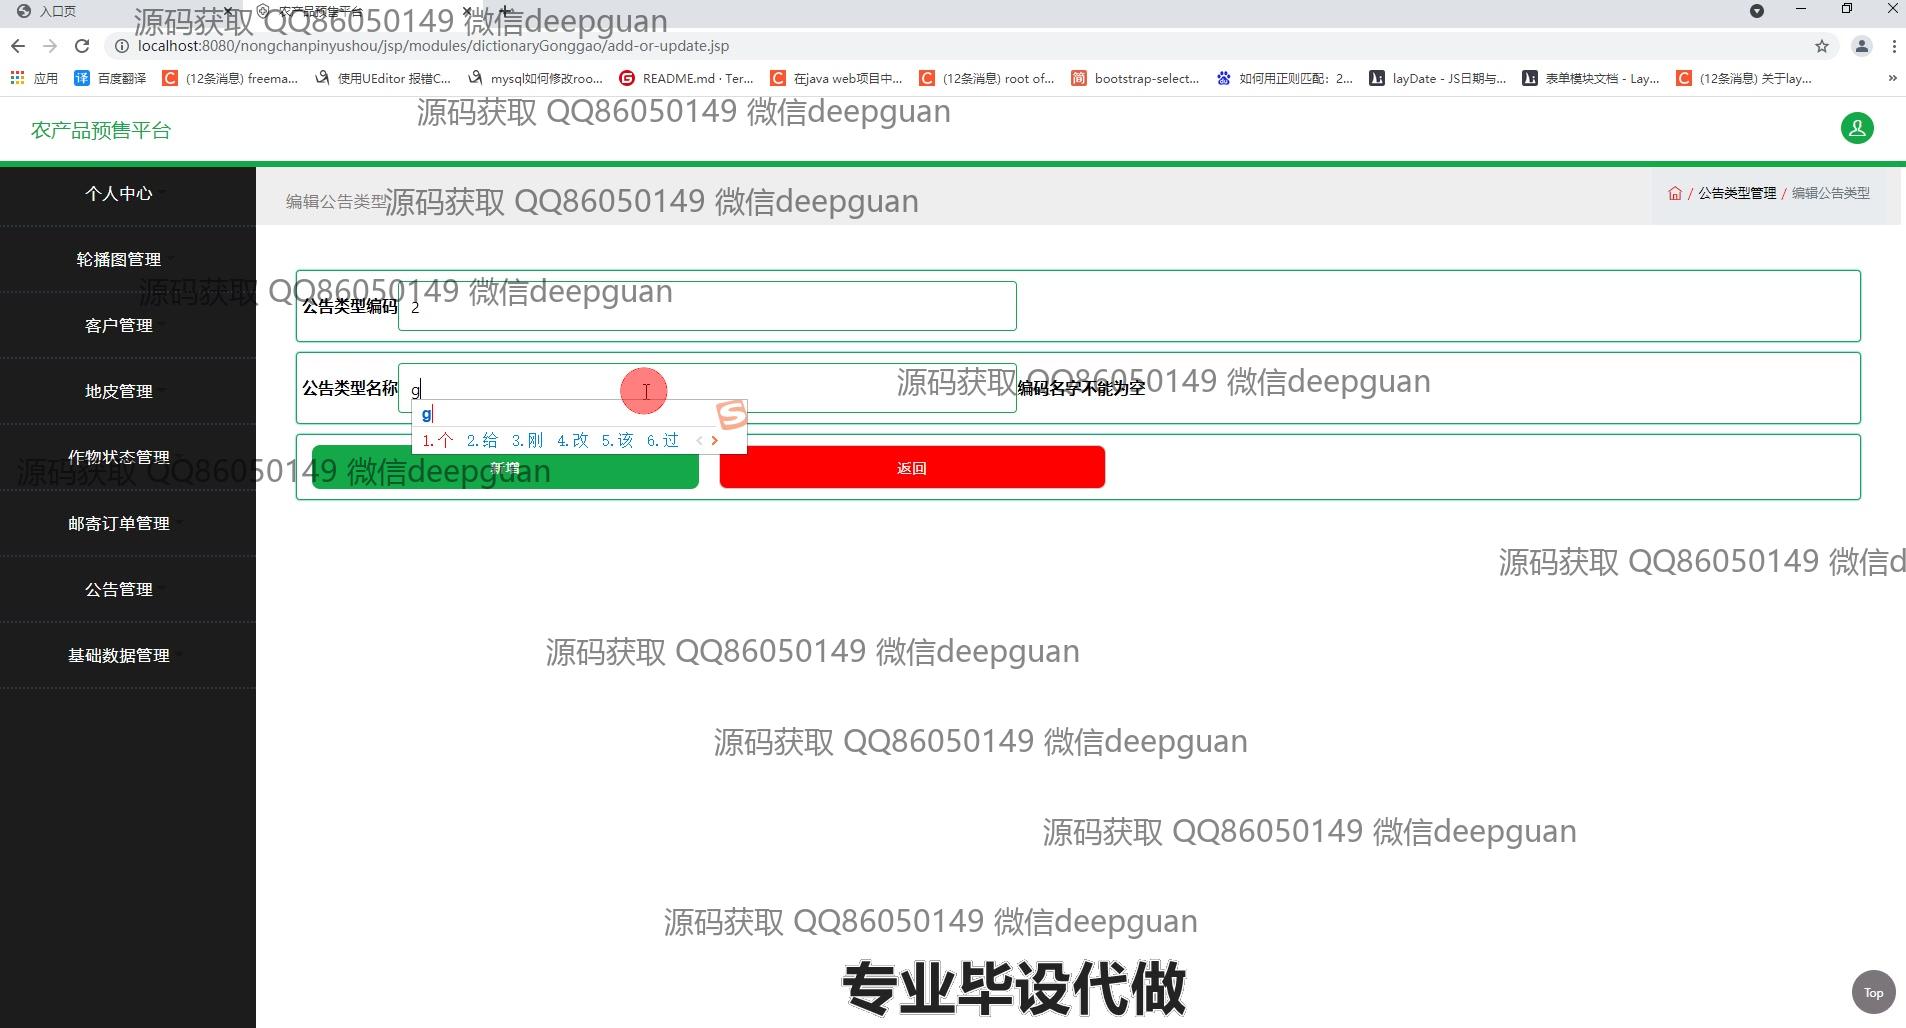 入口页
农产品预售平台
源码获取 QQ86050149 微信deepguan
localhost:8080/nongchanpinyushou/jsp/modules/dictionaryGonggao/add-or-update.jsp
应用 百度翻译 (12条消息) freema... 使用UEditor 报错C... mysql如何修改roo... README.md · Ter... 在java web项目中... (12条消息) root of... bootstrap-select... 如何用正则匹配：2... layDate - JS日期与... 表单模块文档 - Lay... (12条消息) 关于lay...
源码获取 QQ86050149 微信deepguan
农产品预售平台
个人中心
编辑公告类型
源码获取 QQ86050149 微信deepguan
/ 公告类型管理 / 编辑公告类型
轮播图管理
源码获取 QQ86050149 微信deepguan
公告类型编码 2
客户管理
地皮管理
公告类型名称 g
源码获取 QQ86050149 微信deepguan
编码名字不能为空
g
1.个 2.给 3.刚 4.改 5.该 6.过
作物状态管理
源码获取 QQ86050149 微信deepguan
新增
返回
邮寄订单管理
源码获取 QQ86050149 微信d
公告管理
基础数据管理
源码获取 QQ86050149 微信deepguan
源码获取 QQ86050149 微信deepguan
源码获取 QQ86050149 微信deepguan
源码获取 QQ86050149 微信deepguan
专业毕设代做
Top